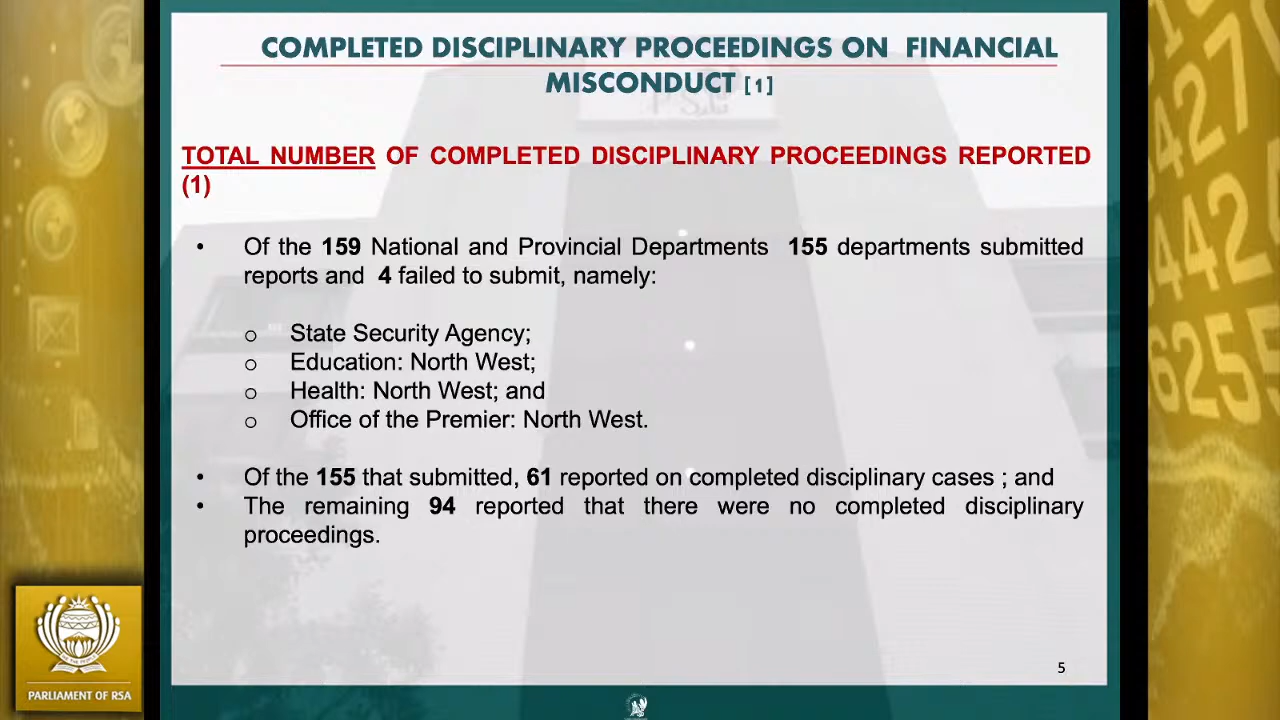 COMPLETED DISCIPLINARY PROCEEDINGS ON FINANCIAL
MISCONDUCT [1]
TOTAL NUMBER OF COMPLETED DISCIPLINARY PROCEEDINGS REPORTED
(1)
• Of the 159 National and Provincial Departments 155 departments submitted
reports and 4 failed to submit, namely:
o State Security Agency;
o Education: North West;
o Health: North West; and
o Office of the Premier: North West.
• Of the 155 that submitted, 61 reported on completed disciplinary cases ; and
• The remaining 94 reported that there were no completed disciplinary
proceedings.
5
PARLIAMENT OF RSA
427
442
6255